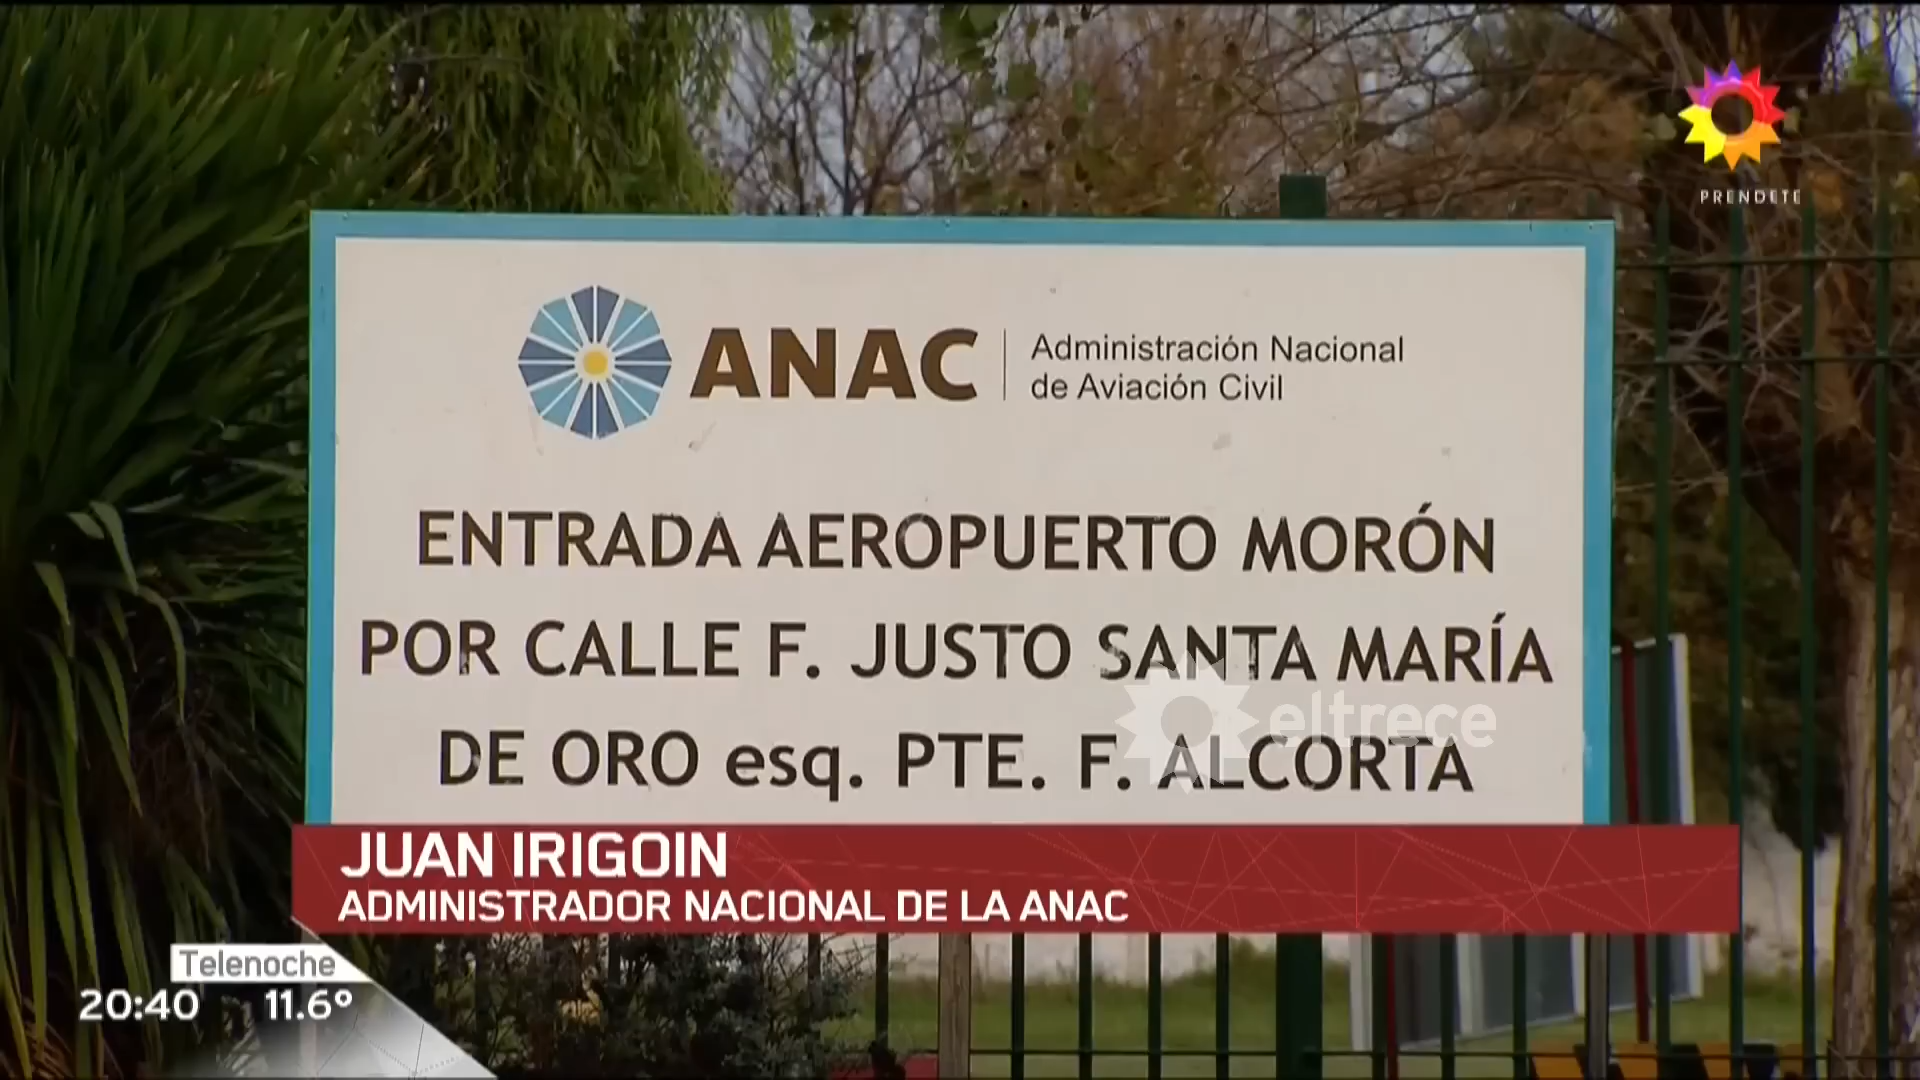 PRENDETE
ANAC
Administración Nacional
de Aviación Civil
ENTRADA AEROPUERTO MORÓN
POR CALLE F. JUSTO SANTA MARÍA
DE ORO esq. PTE. F. ALCORTA
eltrece
JUAN IRIGOIN
ADMINISTRADOR NACIONAL DE LA ANAC
Telenoche
20:40 11.6°